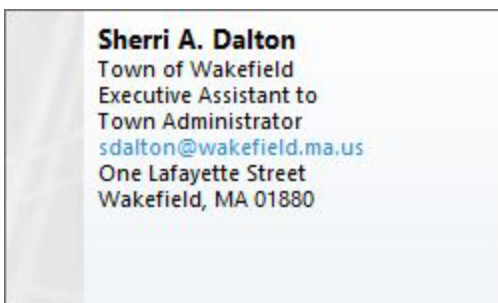 Sherri A. Dalton
Town of Wakefield
Executive Assistant to
Town Administrator
sdalton@wakefield.ma.us
One Lafayette Street
Wakefield, MA 01880